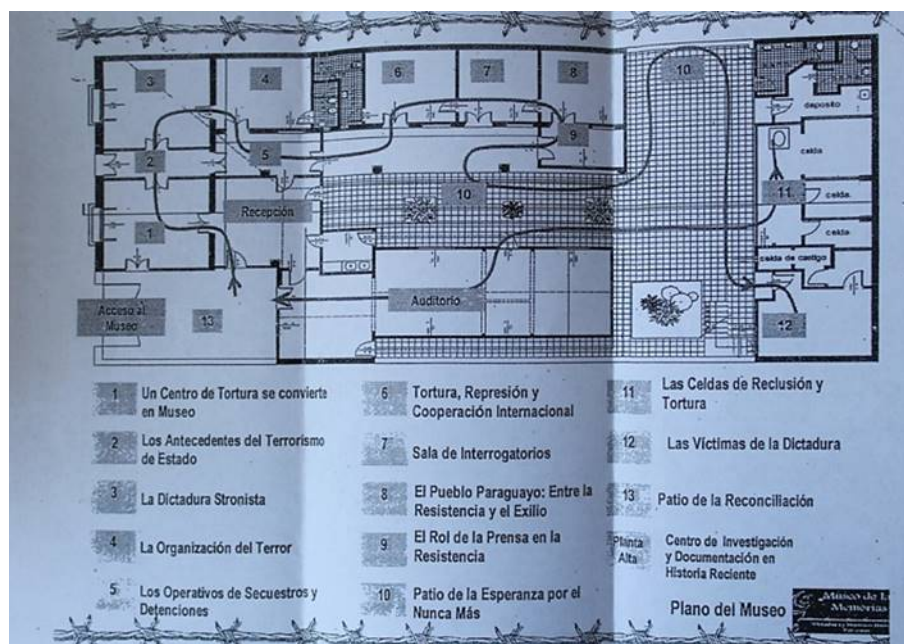 3
4
6
7
8
10
deposito
9
celda
2
5
10
11
celda
Recepción
1
celda
celda de castigo
Auditorio
Acceso al
Museo
13
12
1 Un Centro de Tortura se convierte
en Museo
2 Los Antecedentes del Terrorismo
de Estado
3 La Dictadura Stronista
4 La Organización del Terror
5 Los Operativos de Secuestros y
Detenciones
6 Tortura, Represión y
Cooperación Internacional
7 Sala de Interrogatorios
8 El Pueblo Paraguayo: Entre la
Resistencia y el Exilio
9 El Rol de la Prensa en la
Resistencia
10 Patio de la Esperanza por el
Nunca Más
11 Las Celdas de Reclusión y
Tortura
12 Las Víctimas de la Dictadura
13 Patio de la Reconciliación
Planta
Alta
Centro de Investigación
y Documentación en
Historia Reciente
Plano del Museo
Museo de La
Memorias